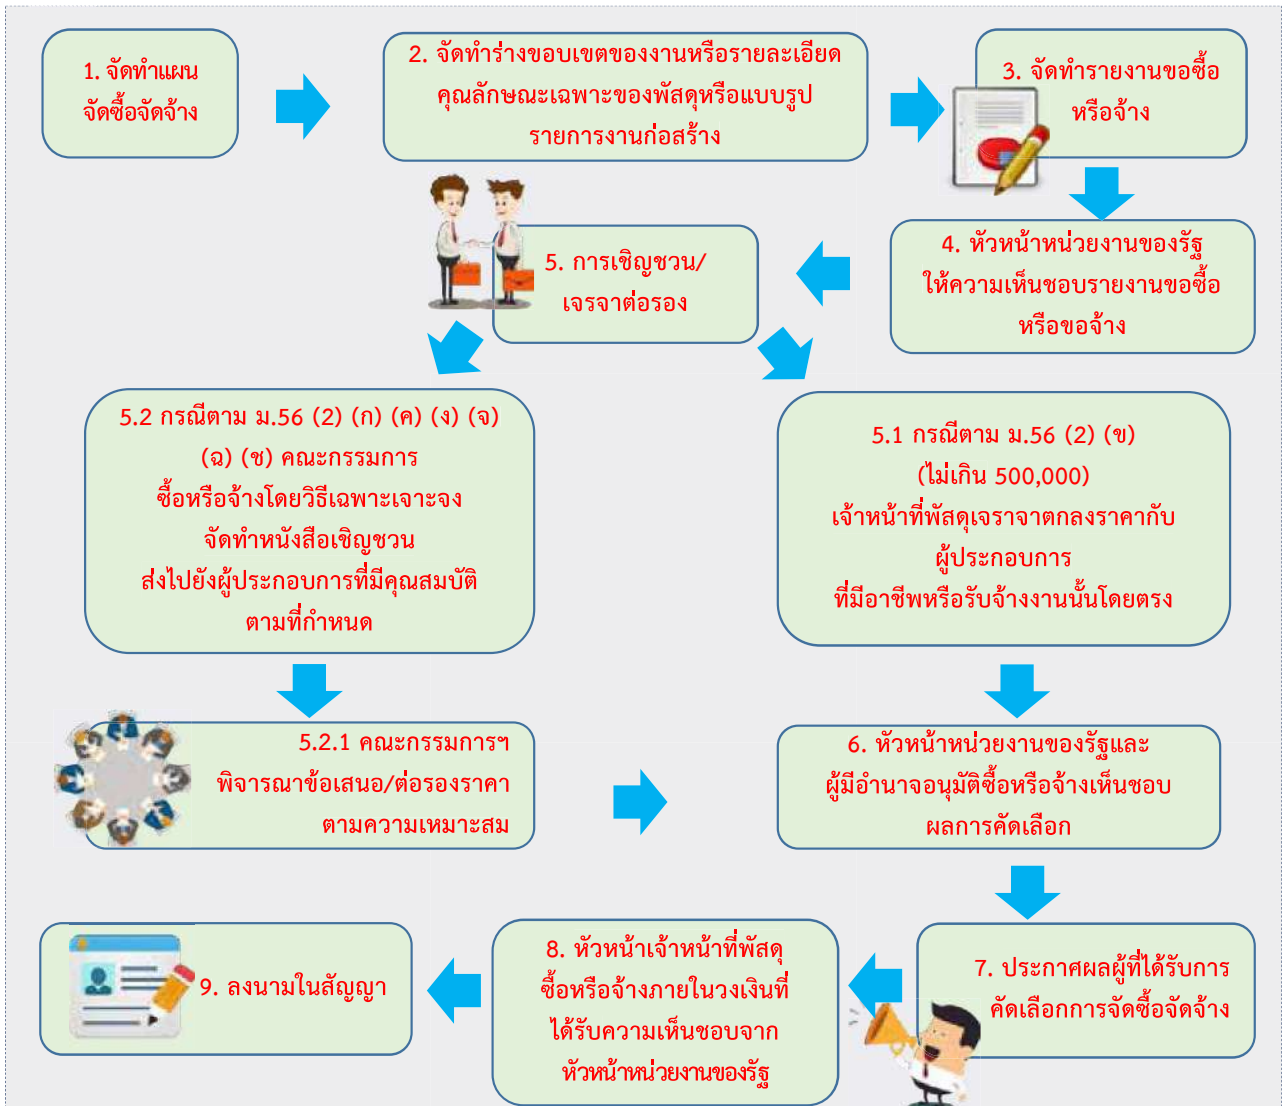 1. จัดทำแผน
จัดซื้อจัดจ้าง
2. จัดทำร่างขอบเขตของงานหรือรายละเอียด
คุณลักษณะเฉพาะของพัสดุหรือแบบรูป
รายการงานก่อสร้าง
3. จัดทำรายงานขอซื้อ
หรือจ้าง
4. หัวหน้าหน่วยงานของรัฐ
ให้ความเห็นชอบรายงานขอซื้อ
หรือขอจ้าง
5. การเชิญชวน/
เจรจาต่อรอง
5.2 กรณีตาม ม.56 (2) (ก) (ค) (ง) (จ)
(ฉ) (ช) คณะกรรมการ
ซื้อหรือจ้างโดยวิธีเฉพาะเจาะจง
จัดทำหนังสือเชิญชวน
ส่งไปยังผู้ประกอบการที่มีคุณสมบัติ
ตามที่กำหนด
5.1 กรณีตาม ม.56 (2) (ข)
(ไม่เกิน 500,000)
เจ้าหน้าที่พัสดุเจราจาตกลงราคากับ
ผู้ประกอบการ
ที่มีอาชีพหรือรับจ้างงานนั้นโดยตรง
5.2.1 คณะกรรมการฯ
พิจารณาข้อเสนอ/ต่อรองราคา
ตามความเหมาะสม
6. หัวหน้าหน่วยงานของรัฐและ
ผู้มีอำนาจอนุมัติซื้อหรือจ้างเห็นชอบ
ผลการคัดเลือก
7. ประกาศผลผู้ที่ได้รับการ
คัดเลือกการจัดซื้อจัดจ้าง
8. หัวหน้าเจ้าหน้าที่พัสดุ
ซื้อหรือจ้างภายในวงเงินที่
ได้รับความเห็นชอบจาก
หัวหน้าหน่วยงานของรัฐ
9. ลงนามในสัญญา